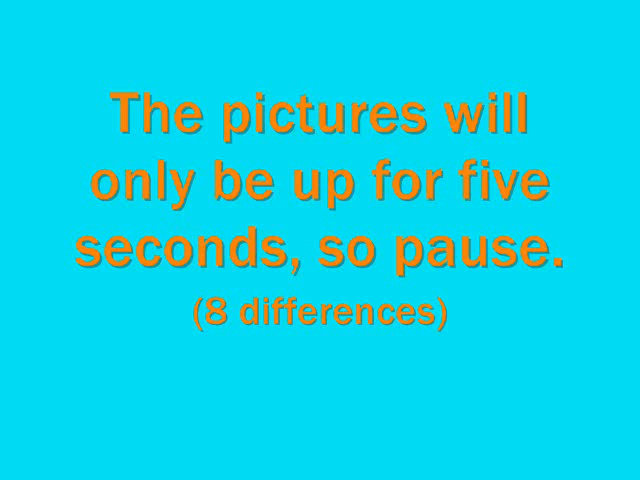 The pictures will
only be up for five
seconds, so pause.
(8 differences)